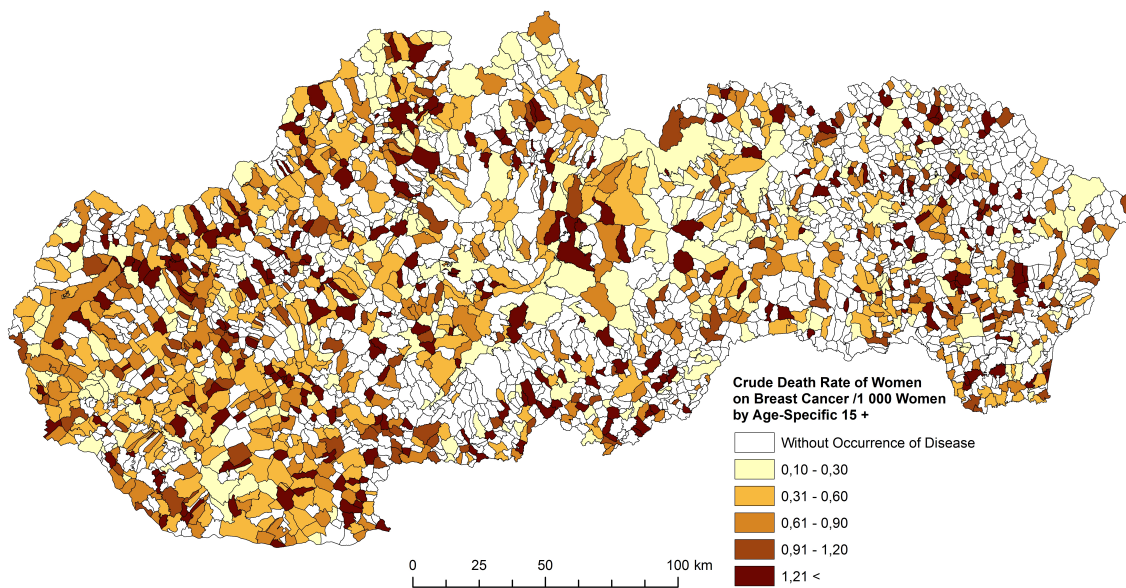 Crude Death Rate of Women
on Breast Cancer /1 000 Women
by Age-Specific 15 +
Without Occurrence of Disease
0,10 - 0,30
0,31 - 0,60
0,61 - 0,90
0,91 - 1,20
1,21 <
0 25 50 100 km